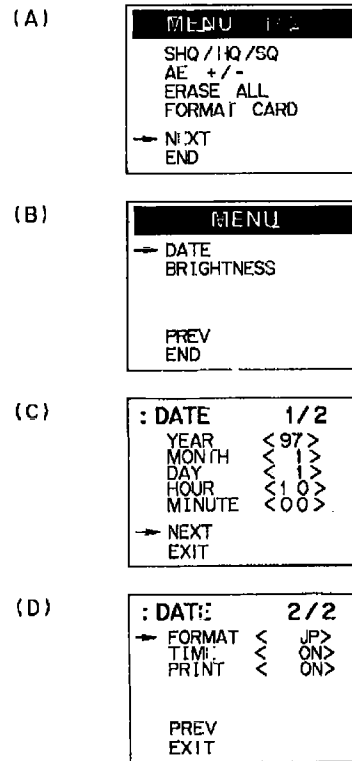 (A)
MENU 1/2
SHQ/HQ/SQ
AE +/-
ERASE ALL
FORMAT CARD
→ NEXT
END
(B)
MENU
→ DATE
BRIGHTNESS
PREV
END
(C)
: DATE 1/2
YEAR <97>
MONTH < 1>
DAY < 1>
HOUR <10>
MINUTE <00>
→ NEXT
EXIT
(D)
: DATE 2/2
→ FORMAT < JP>
TIME < ON>
PRINT < ON>
PREV
EXIT